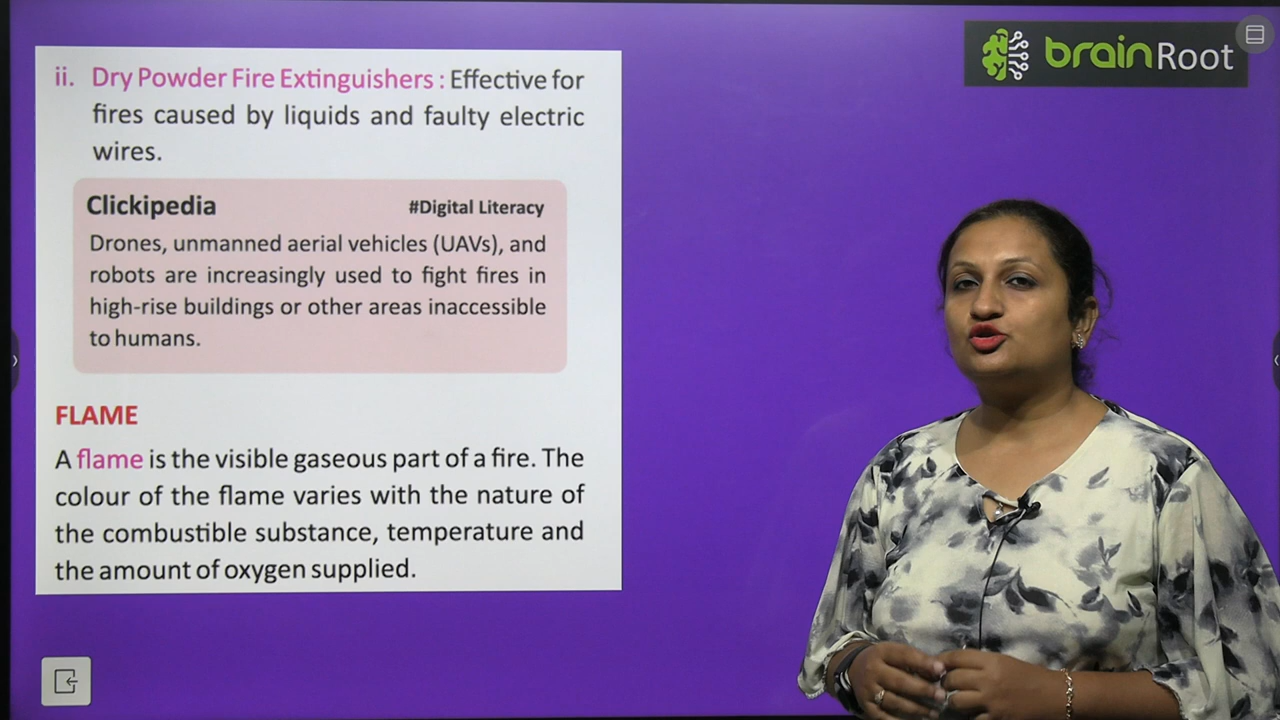 brainRoot
ii. Dry Powder Fire Extinguishers : Effective for
fires caused by liquids and faulty electric
wires.
Clickipedia #Digital Literacy
Drones, unmanned aerial vehicles (UAVs), and
robots are increasingly used to fight fires in
high-rise buildings or other areas inaccessible
to humans.
FLAME
A flame is the visible gaseous part of a fire. The
colour of the flame varies with the nature of
the combustible substance, temperature and
the amount of oxygen supplied.